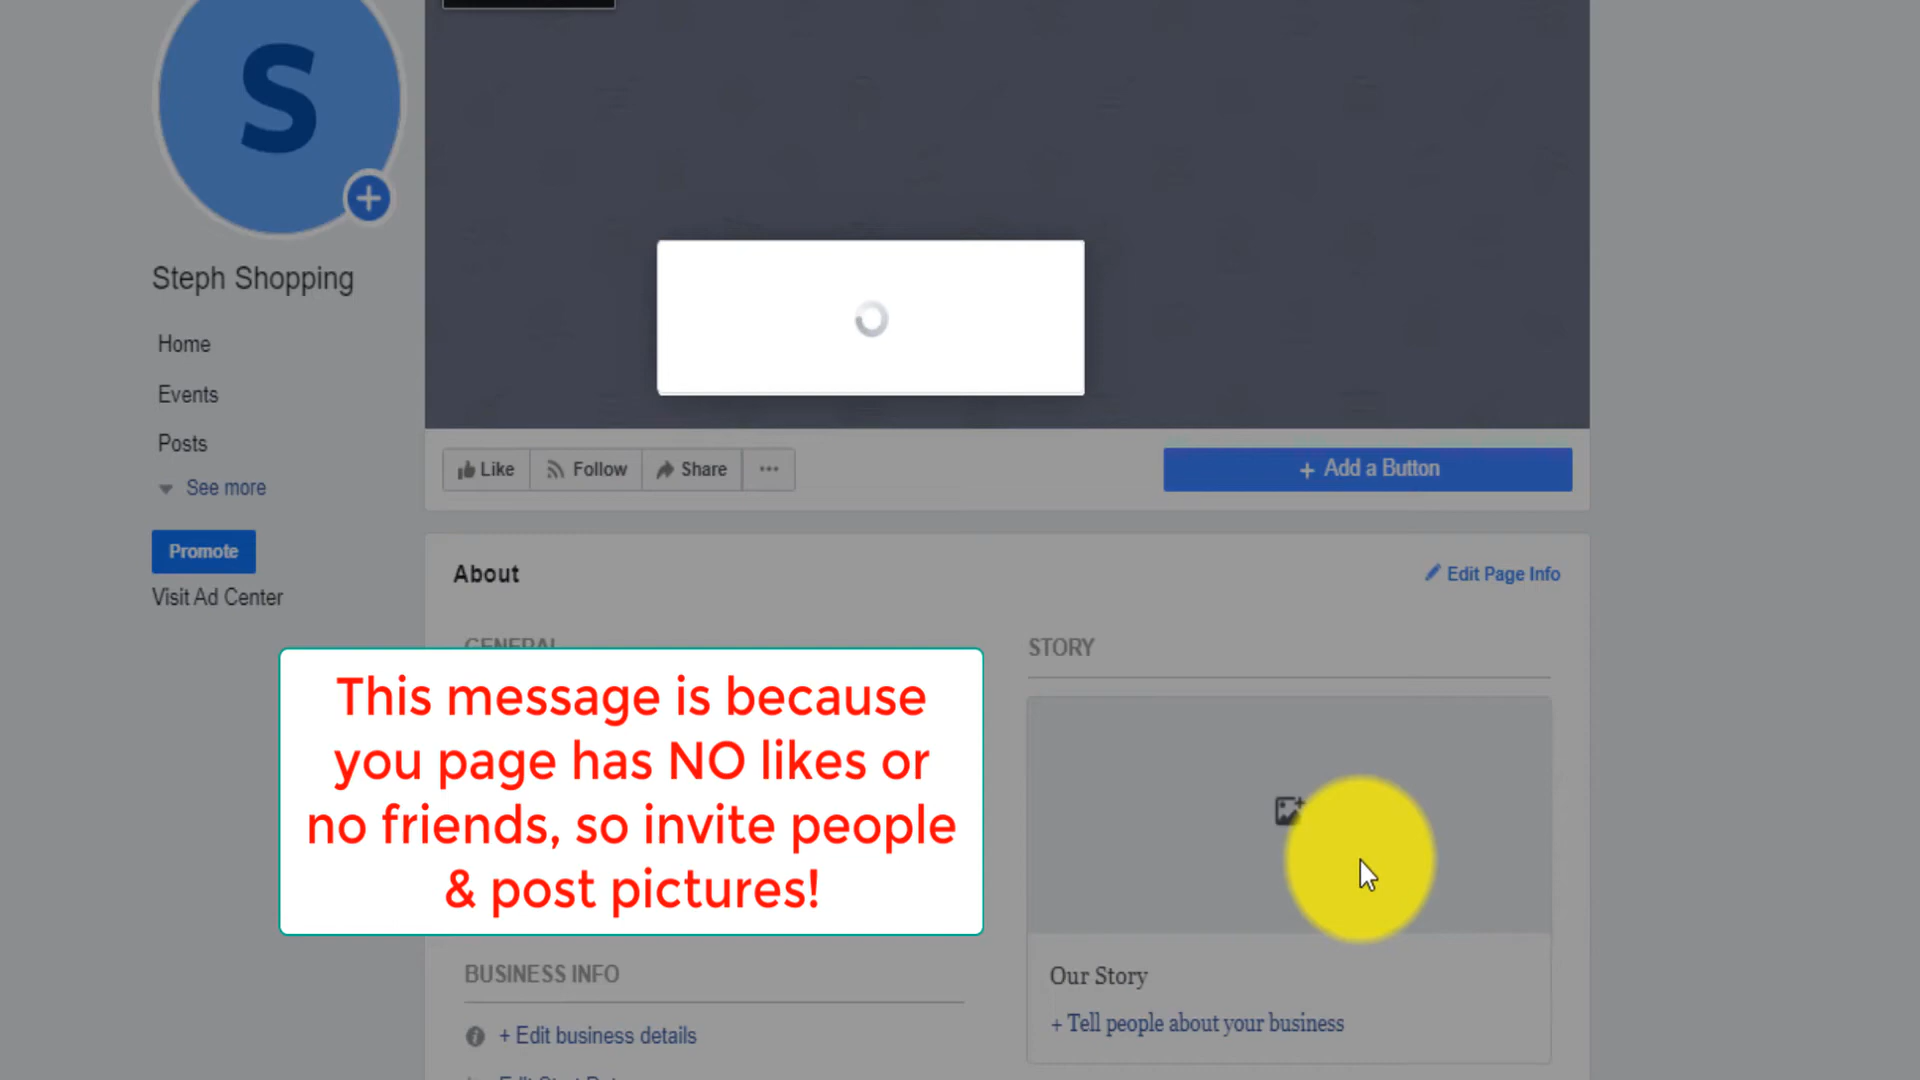 S
Steph Shopping
Home
Events
Posts
See more
Promote
Visit Ad Center
Like
Follow
Share
+ Add a Button
About
Edit Page Info
GENERAL
STORY
This message is because
you page has NO likes or
no friends, so invite people
& post pictures!
BUSINESS INFO
+ Edit business details
Our Story
+ Tell people about your business